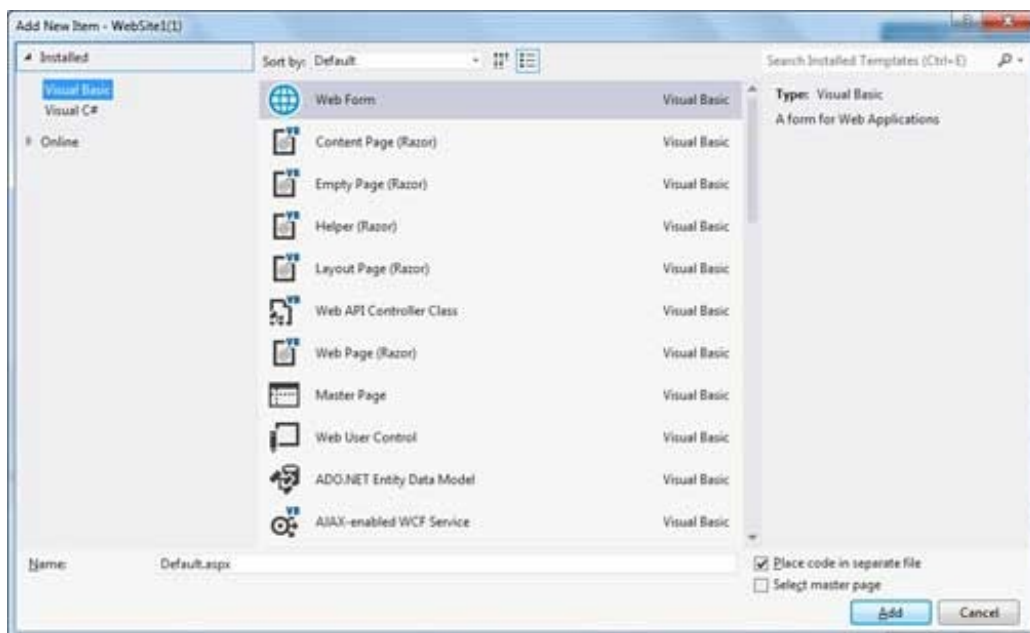 Add New Item - WebSite1(1)
Installed
Sort by: Default
Search Installed Templates (Ctrl+E)
Visual Basic
Visual C#
Online
Web Form Visual Basic
Content Page (Razor) Visual Basic
Empty Page (Razor) Visual Basic
Helper (Razor) Visual Basic
Layout Page (Razor) Visual Basic
Web API Controller Class Visual Basic
Web Page (Razor) Visual Basic
Master Page Visual Basic
Web User Control Visual Basic
ADO.NET Entity Data Model Visual Basic
AJAX-enabled WCF Service Visual Basic
Type: Visual Basic
A form for Web Applications
Name: Default.aspx
Place code in separate file
Select master page
Add Cancel